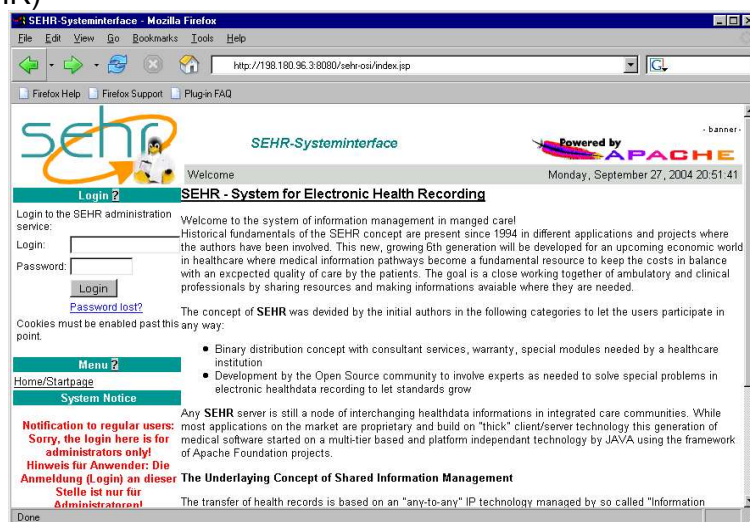 IR)
SEHR-Systeminterface - Mozilla Firefox
File Edit View Go Bookmarks Tools Help
http://198.180.96.3:8080/sehr-osi/index.jsp
G
Firefox Help Firefox Support Plug-in FAQ
sehr
SEHR-Systeminterface
Powered by
APACHE
- banner-
Welcome
Monday, September 27, 2004 20:51:41
Login ?
Login to the SEHR administration
service:
Login:
Password:
Login
Password lost?
Cookies must be enabled past this
point.
Menu ?
Home/Startpage
System Notice
Notification to regular users:
Sorry, the login here is for
administrators only!
Hinweis für Anwender: Die
Anmeldung (Login) an dieser
Stelle ist nur für
Administratoren!
SEHR - System for Electronic Health Recording
Welcome to the system of information management in manged care!
Historical fundamentals of the SEHR concept are present since 1994 in different applications and projects where
the authors have been involved. This new, growing 6th generation will be developed for an upcoming economic world
in healthcare where medical information pathways become a fundamental resource to keep the costs in balance
with an excpected quality of care by the patients. The goal is a close working together of ambulatory and clinical
professionals by sharing resources and making informations avaiable where they are needed.
The concept of SEHR was devided by the initial authors in the following categories to let the users participate in
any way:
Binary distribution concept with consultant services, warranty, special modules needed by a healthcare
institution
Development by the Open Source community to involve experts as needed to solve special problems in
electronic healthdata recording to let standards grow
Any SEHR server is still a node of interchanging healthdata informations in integrated care communities. While
most applications on the market are proprietary and build on "thick" client/server technology this generation of
medical software started on a multi-tier based and platform independant technology by JAVA using the framework
of Apache Foundation projects.
The Underlaying Concept of Shared Information Management
The transfer of health records is based on an "any-to-any" IP technology managed by so called "Information
Done